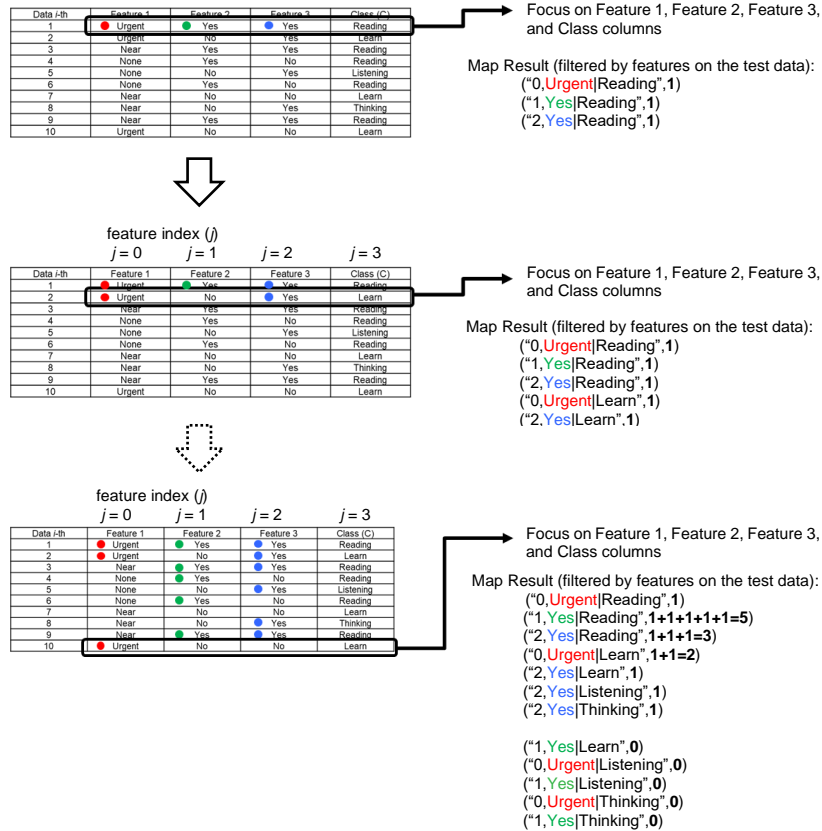 Data i-th Feature 1 Feature 2 Feature 3 Class (C)
1 Urgent Yes Yes Reading
2 Urgent No Yes Learn
3 Near Yes Yes Reading
4 None Yes No Reading
5 None No Yes Listening
6 None Yes No Reading
7 Near No No Learn
8 Near No Yes Thinking
9 Near Yes Yes Reading
10 Urgent No No Learn
Focus on Feature 1, Feature 2, Feature 3,
and Class columns
Map Result (filtered by features on the test data):
(“0,Urgent|Reading”,1)
(“1,Yes|Reading”,1)
(“2,Yes|Reading”,1)
feature index (j)
j = 0 j = 1 j = 2 j = 3
Data i-th Feature 1 Feature 2 Feature 3 Class (C)
1 Urgent Yes Yes Reading
2 Urgent No Yes Learn
3 Near Yes Yes Reading
4 None Yes No Reading
5 None No Yes Listening
6 None Yes No Reading
7 Near No No Learn
8 Near No Yes Thinking
9 Near Yes Yes Reading
10 Urgent No No Learn
Focus on Feature 1, Feature 2, Feature 3,
and Class columns
Map Result (filtered by features on the test data):
(“0,Urgent|Reading”,1)
(“1,Yes|Reading”,1)
(“2,Yes|Reading”,1)
(“0,Urgent|Learn”,1)
(“2,Yes|Learn”,1)
feature index (j)
j = 0 j = 1 j = 2 j = 3
Data i-th Feature 1 Feature 2 Feature 3 Class (C)
1 Urgent Yes Yes Reading
2 Urgent No Yes Learn
3 Near Yes Yes Reading
4 None Yes No Reading
5 None No Yes Listening
6 None Yes No Reading
7 Near No No Learn
8 Near No Yes Thinking
9 Near Yes Yes Reading
10 Urgent No No Learn
Focus on Feature 1, Feature 2, Feature 3,
and Class columns
Map Result (filtered by features on the test data):
(“0,Urgent|Reading”,1)
(“1,Yes|Reading”,1+1+1+1+1=5)
(“2,Yes|Reading”,1+1+1=3)
(“0,Urgent|Learn”,1+1=2)
(“2,Yes|Learn”,1)
(“2,Yes|Listening”,1)
(“2,Yes|Thinking”,1)
(“1,Yes|Learn”,0)
(“0,Urgent|Listening”,0)
(“1,Yes|Listening”,0)
(“0,Urgent|Thinking”,0)
(“1,Yes|Thinking”,0)